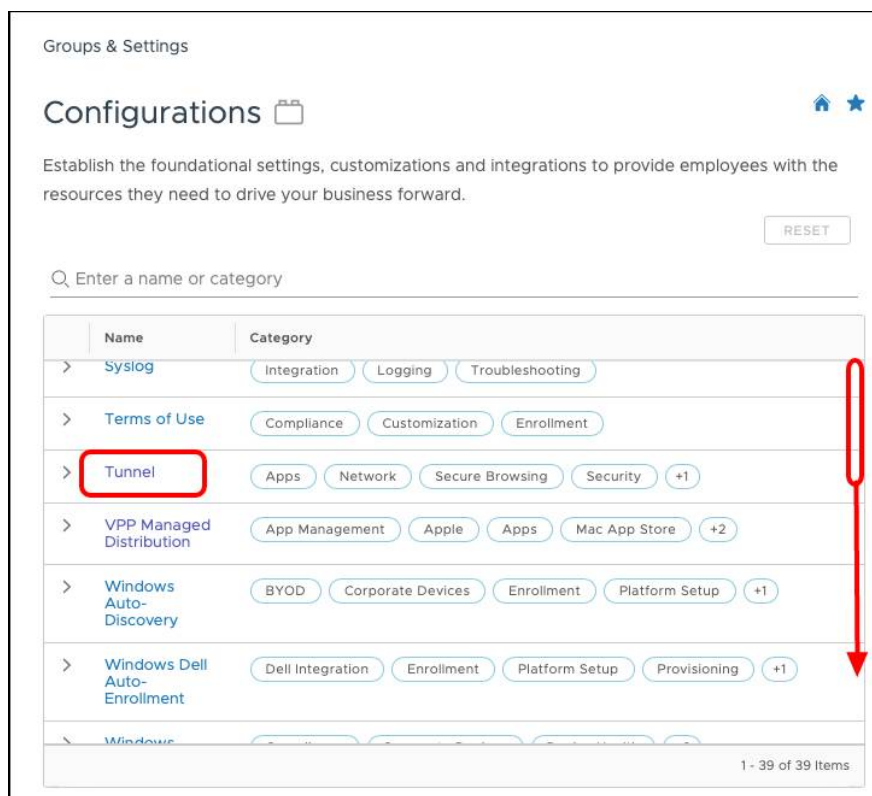 Groups & Settings
Configurations
Establish the foundational settings, customizations and integrations to provide employees with the
resources they need to drive your business forward.
RESET
Enter a name or category
Name Category
Syslog Integration Logging Troubleshooting
Terms of Use Compliance Customization Enrollment
Tunnel Apps Network Secure Browsing Security +1
VPP Managed
Distribution App Management Apple Apps Mac App Store +2
Windows
Auto-
Discovery BYOD Corporate Devices Enrollment Platform Setup +1
Windows Dell
Auto-
Enrollment Dell Integration Enrollment Platform Setup Provisioning +1
Windows
1 - 39 of 39 Items